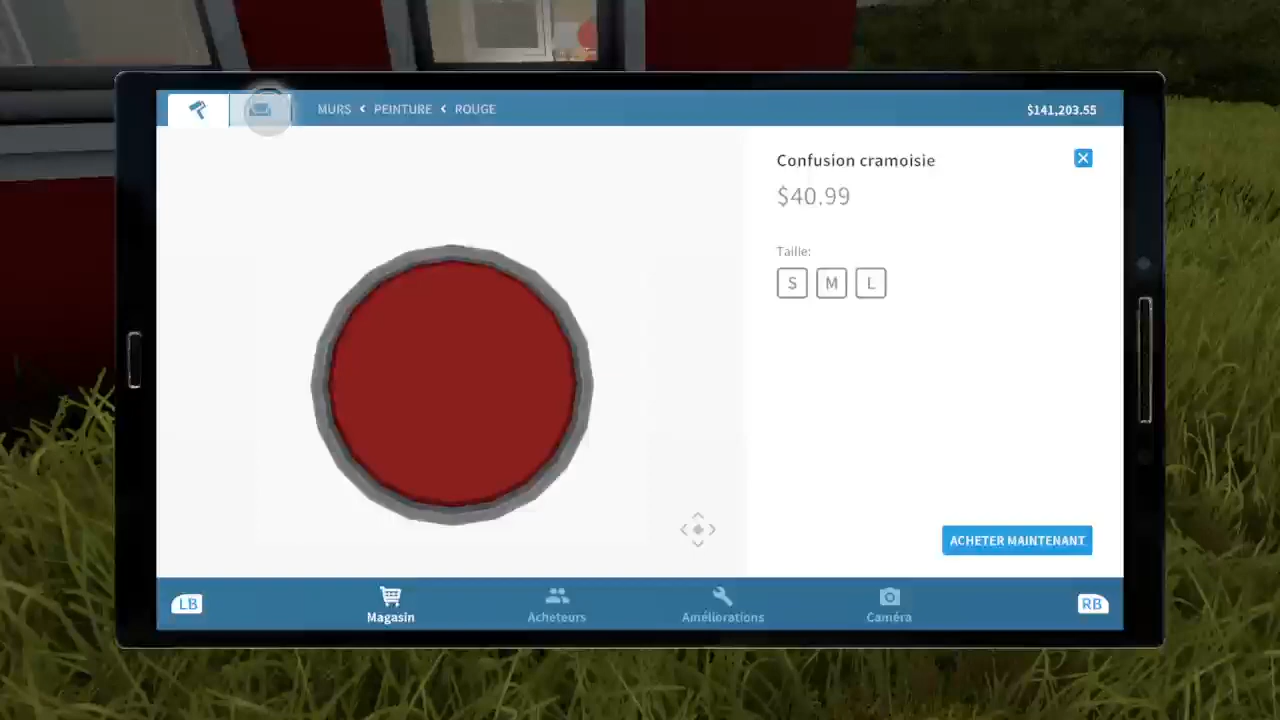 MURS < PEINTURE < ROUGE
$141,203.55
Confusion cramoisie
$40.99
Taille:
S M L
ACHETER MAINTENANT
LB
Magasin
Acheteurs
Améliorations
Caméra
RB